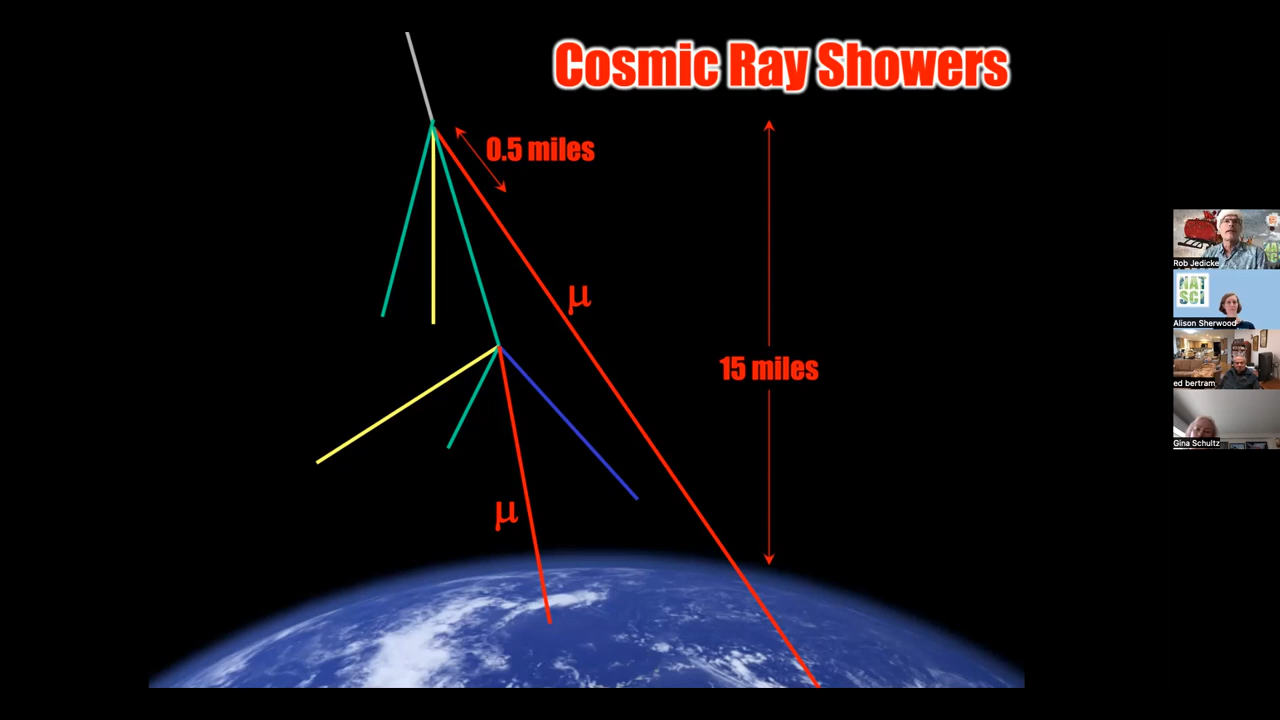 Cosmic Ray Showers
0.5 miles
μ
15 miles
μ
Rob Jedicke
NAT
SCI
Alison Sherwood
ed bertram
Gina Schultz